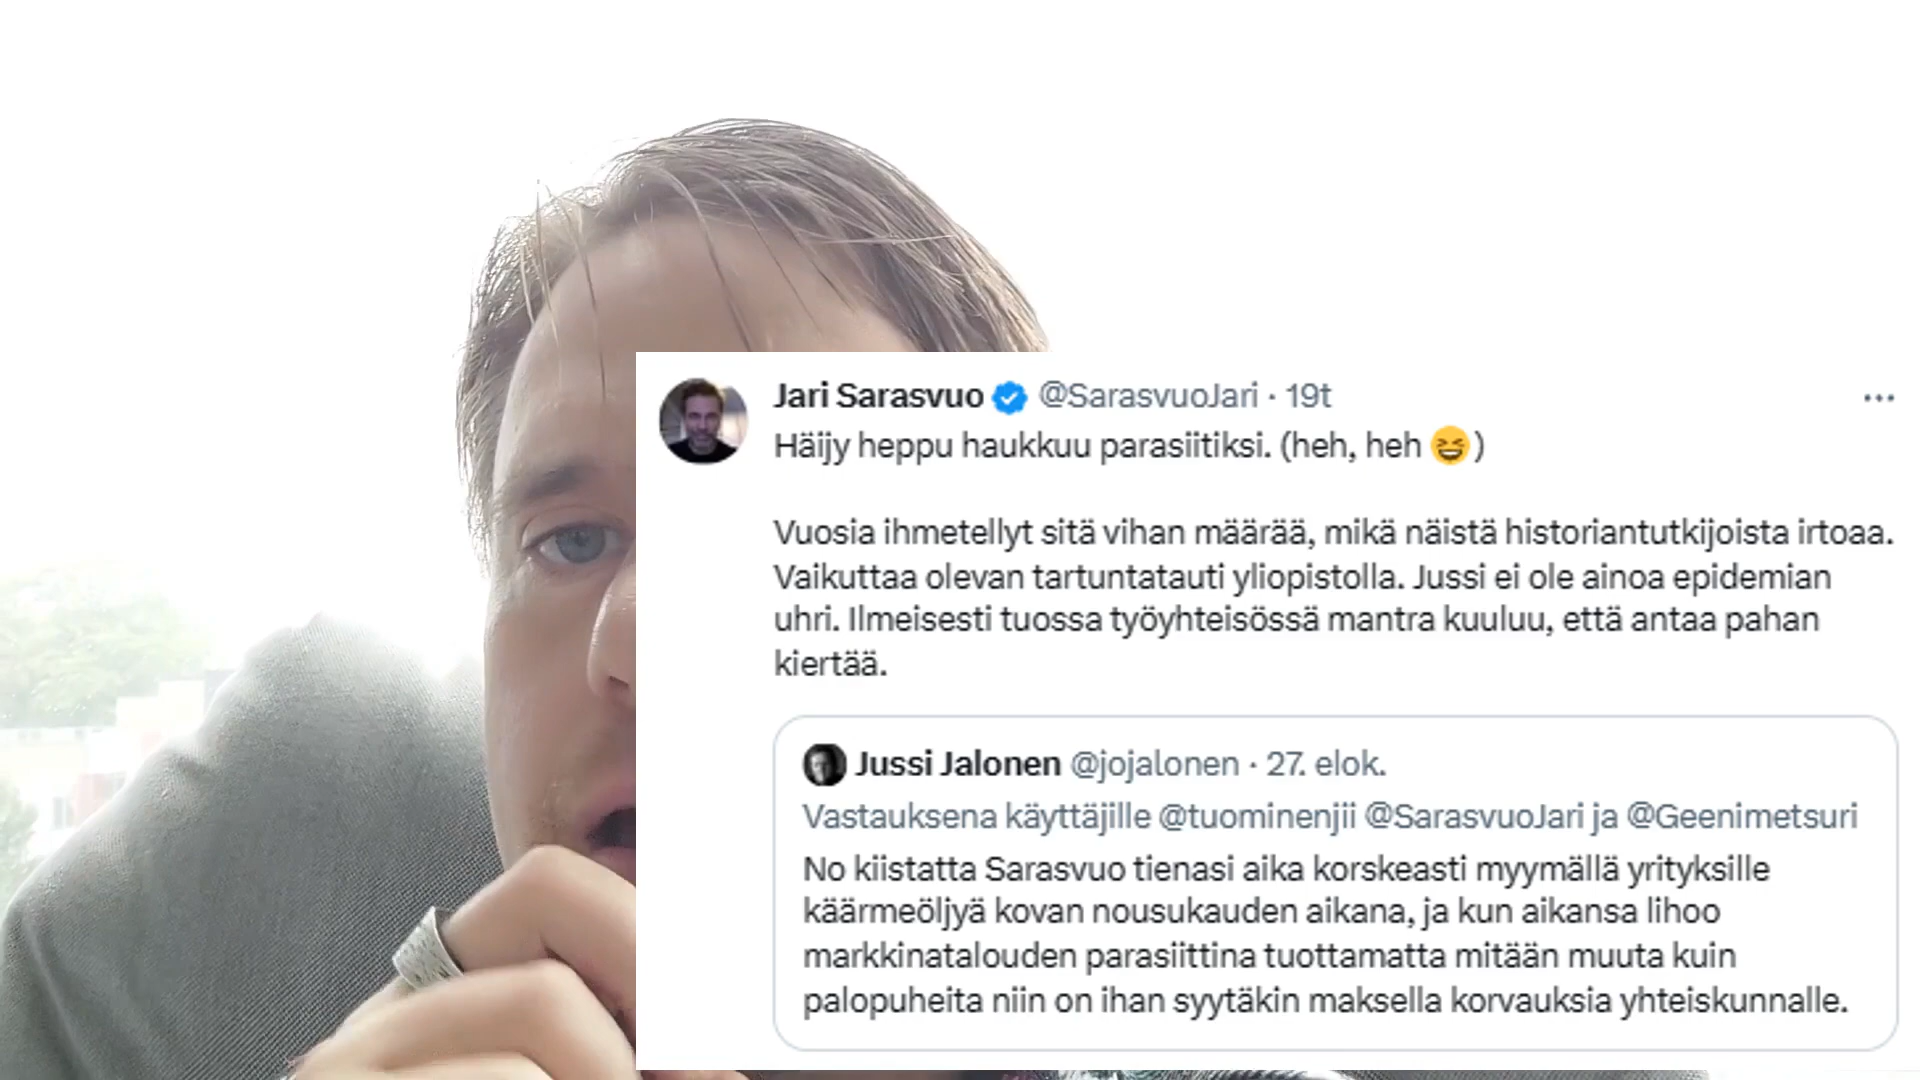 Jari Sarasvuo @SarasvuoJari · 19t
Häijy heppu haukkuu parasiitiksi. (heh, heh 😆)
Vuosia ihmetellyt sitä vihan määrää, mikä näistä historiantutkijoista irtoaa.
Vaikuttaa olevan tartuntatauti yliopistolla. Jussi ei ole ainoa epidemian
uhri. Ilmeisesti tuossa työyhteisössä mantra kuuluu, että antaa pahan
kiertää.
Jussi Jalonen @jojalonen · 27. elok.
Vastauksena käyttäjille @tuominenjii @SarasvuoJari ja @Geenimetsuri
No kiistatta Sarasvuo tienasi aika korskeasti myymällä yrityksille
käärmeöljyä kovan nousukauden aikana, ja kun aikansa lihoo
markkinatalouden parasiittina tuottamatta mitään muuta kuin
palopuheita niin on ihan syytäkin maksella korvauksia yhteiskunnalle.